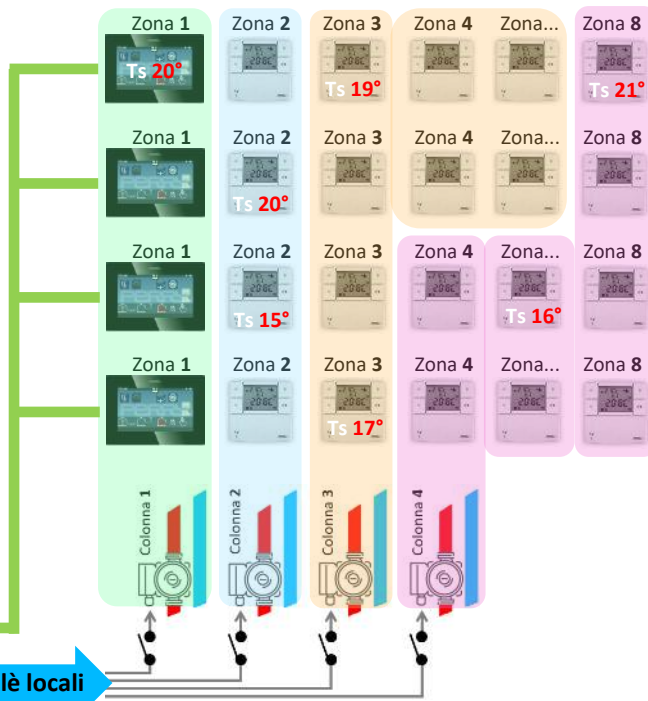 Zona 1 Zona 2 Zona 3 Zona 4 Zona... Zona 8
Ts 20° Ts 19° Ts 21°
Zona 1 Zona 2 Zona 3 Zona 4 Zona... Zona 8
Ts 20°
Zona 1 Zona 2 Zona 3 Zona 4 Zona... Zona 8
Ts 15° Ts 16°
Zona 1 Zona 2 Zona 3 Zona 4 Zona... Zona 8
Ts 17°
Colonna 1 Colonna 2 Colonna 3 Colonna 4
lè locali